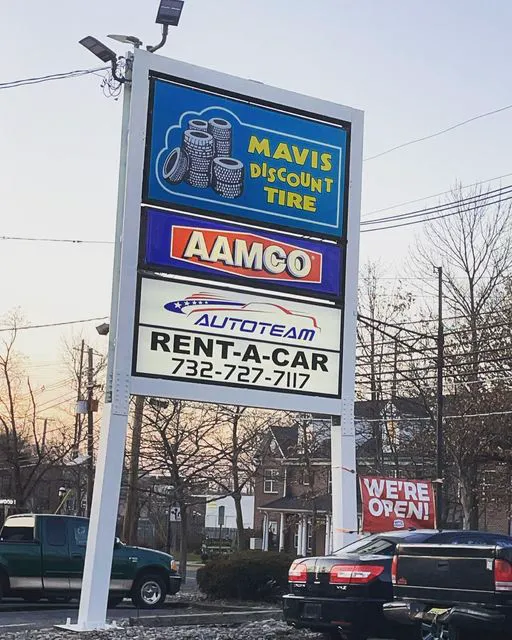 MAVIS
DISCOUNT
TIRE
AAMCO
AUTOTEAM
RENT-A-CAR
732-727-7117
WE'RE
OPEN!